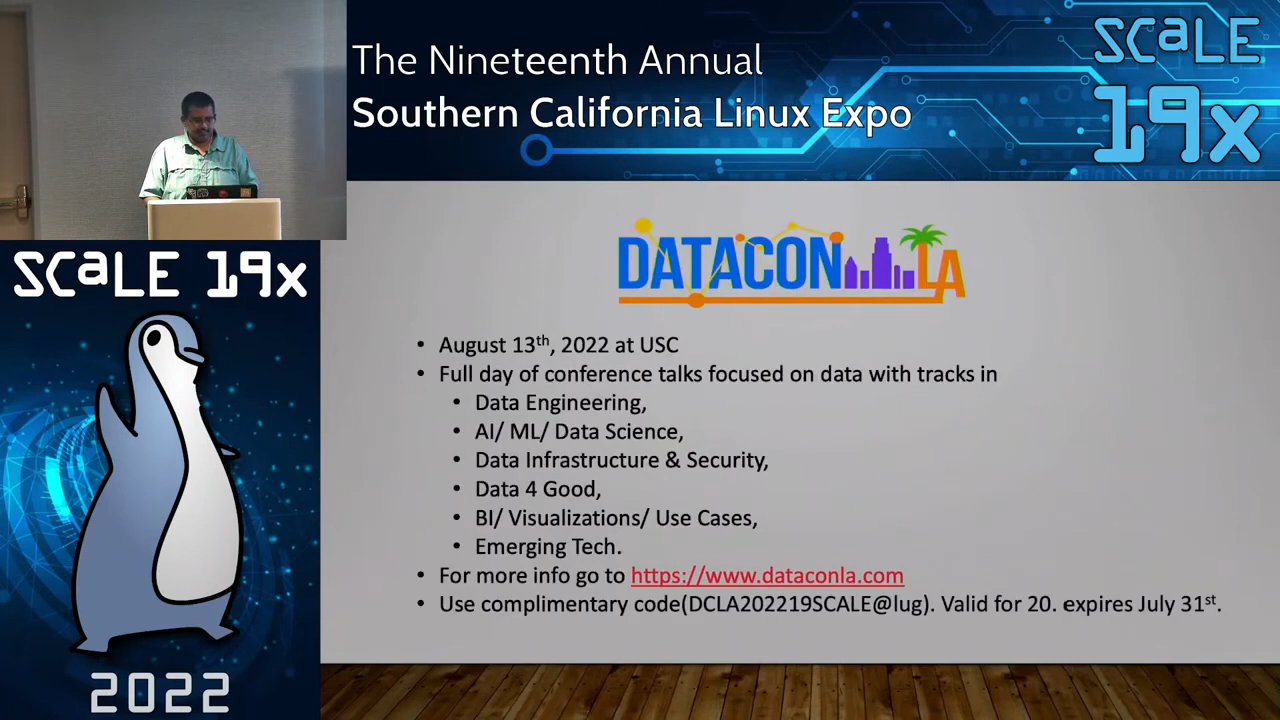 The Nineteenth Annual
Southern California Linux Expo
SCaLE
19x
SCaLE 19x
2022
DATACON LA
• August 13th, 2022 at USC
• Full day of conference talks focused on data with tracks in
• Data Engineering,
• AI/ ML/ Data Science,
• Data Infrastructure & Security,
• Data 4 Good,
• BI/ Visualizations/ Use Cases,
• Emerging Tech.
• For more info go to https://www.dataconla.com
• Use complimentary code(DCLA202219SCALE@lug). Valid for 20. expires July 31st.